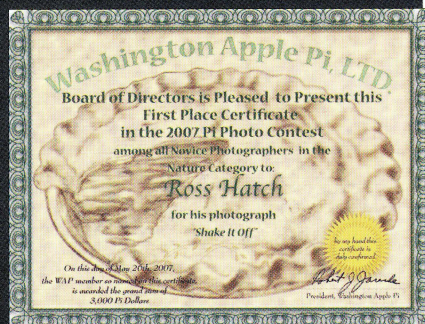 Washington Apple Pi, LTD.
Board of Directors is Pleased to Present this
First Place Certificate
in the 2007 Pi Photo Contest
among all Novice Photographers in the
Nature Category to:
Ross Hatch
for his photograph
"Shake It Off"
On this day of May 20th, 2007,
the WAP member so named in this certificate,
is awarded the grand sum of
3,000 Pi Dollars
By my hand this
certificate is
duly confirmed.
President, Washington Apple Pi